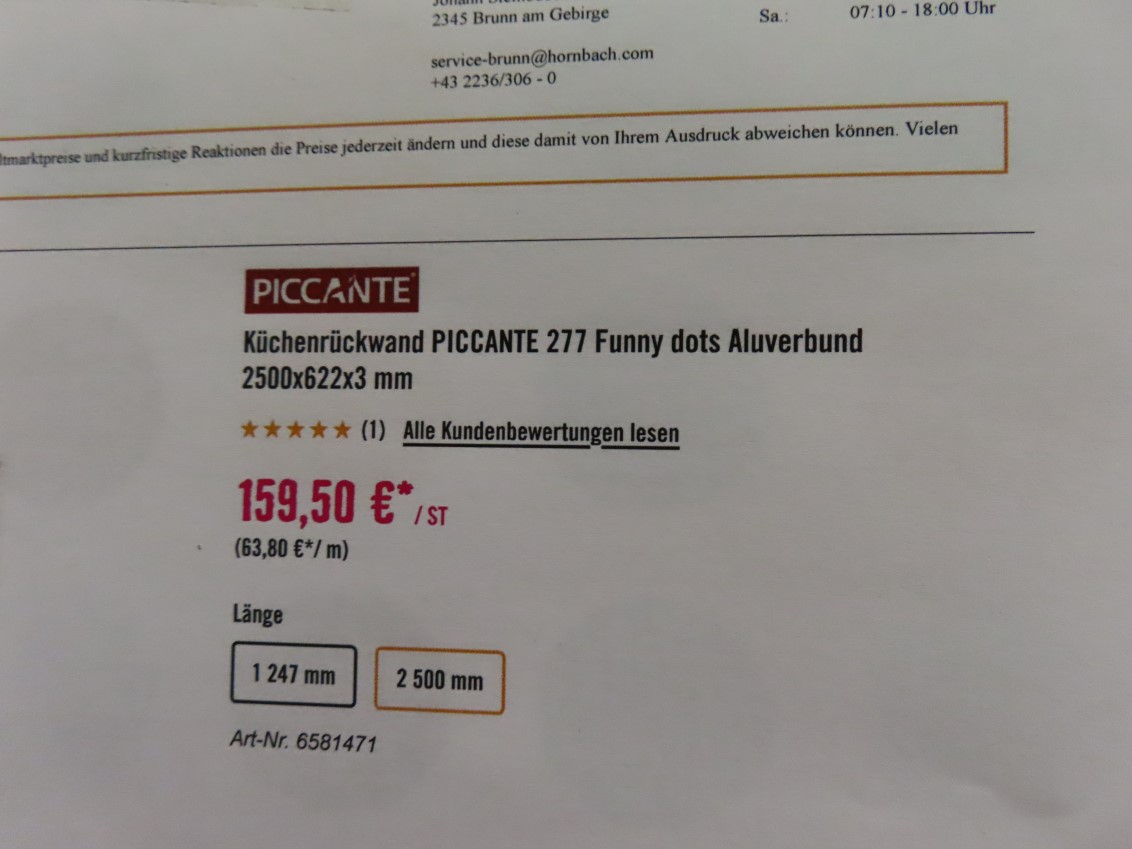 2345 Brunn am Gebirge
Sa.: 07:10 - 18:00 Uhr
service-brunn@hornbach.com
+43 2236/306 - 0
und kurzfristige Reaktionen die Preise jederzeit ändern und diese damit von Ihrem Ausdruck abweichen können. Vielen
PICCANTE
Küchenrückwand PICCANTE 277 Funny dots Aluverbund
2500x622x3 mm
★★★★★ (1) Alle Kundenbewertungen lesen
159,50 €* / ST
(63,80 €*/ m)
Länge
1 247 mm
2 500 mm
Art-Nr. 6581471